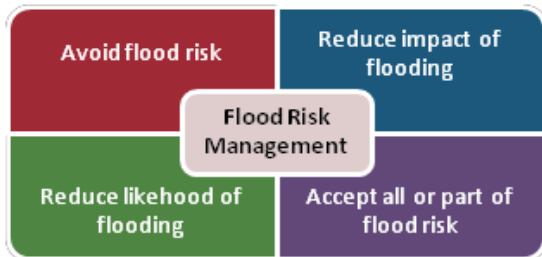 Avoid flood risk
Reduce impact of
flooding
Flood Risk
Management
Reduce likehood of
flooding
Accept all or part of
flood risk